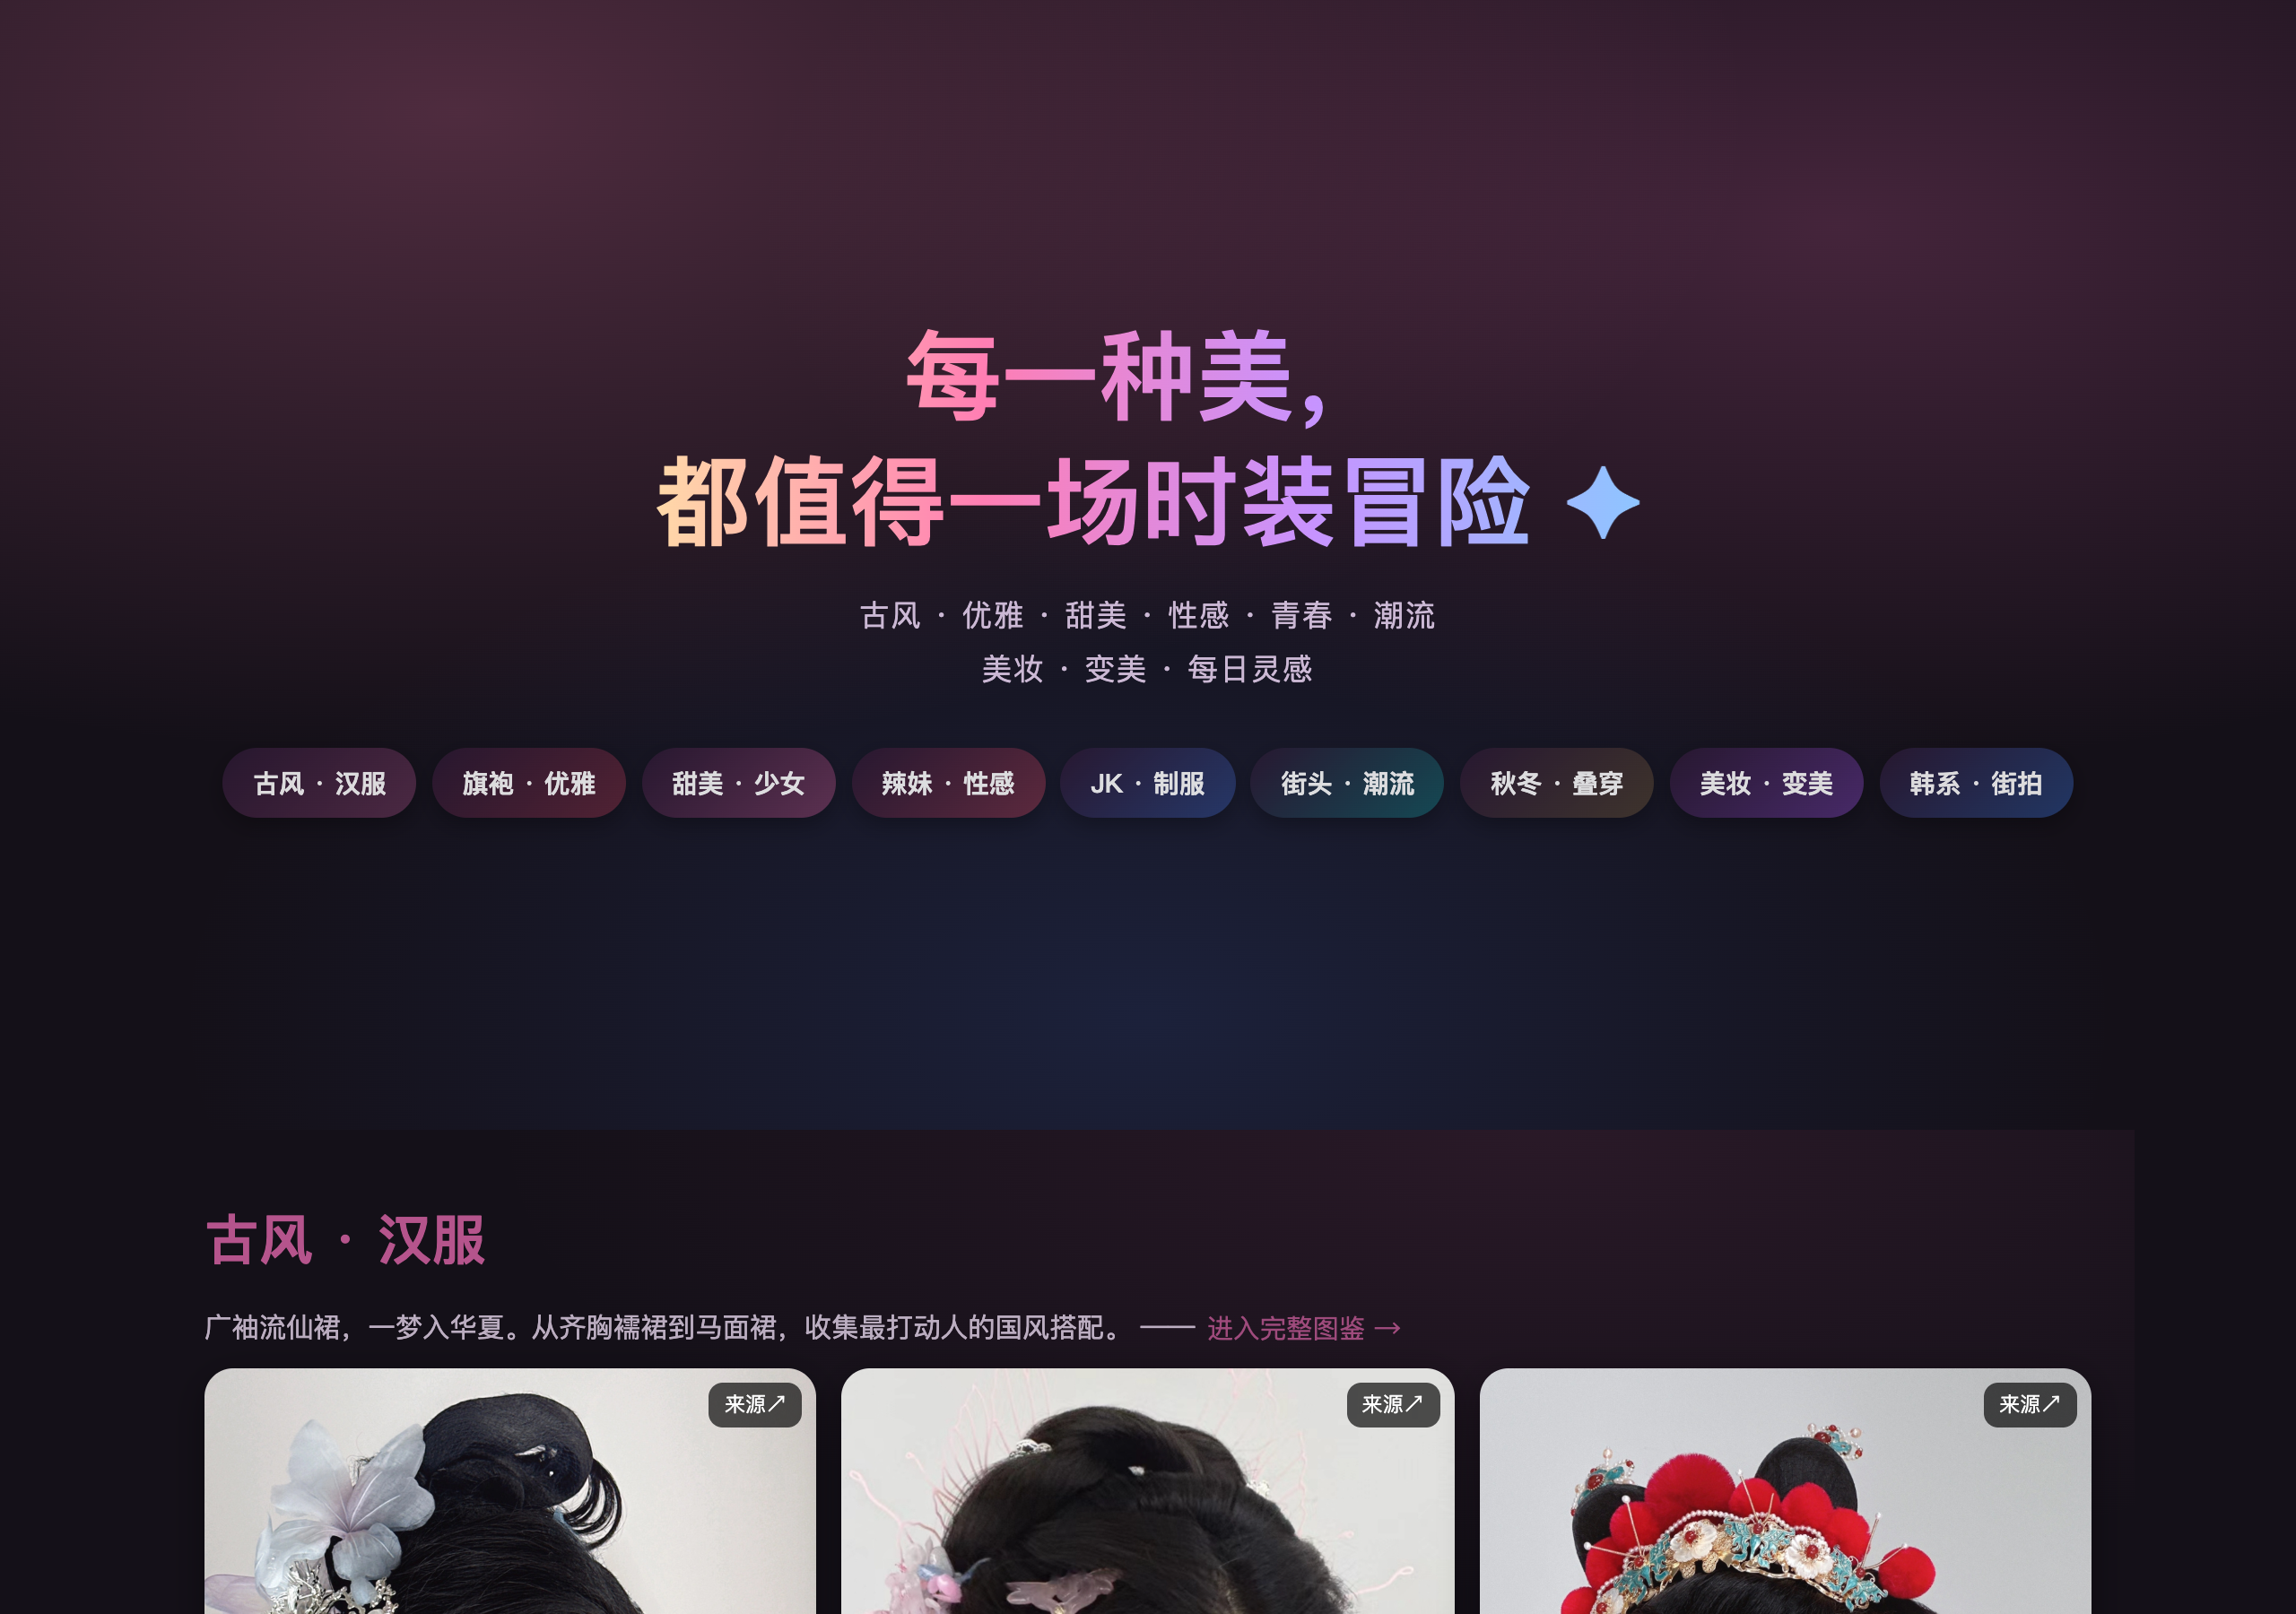 每一种美，
都值得一场时装冒险 ✦
古风 · 优雅 · 甜美 · 性感 · 青春 · 潮流
美妆 · 变美 · 每日灵感
古风 · 汉服
旗袍 · 优雅
甜美 · 少女
辣妹 · 性感
JK · 制服
街头 · 潮流
秋冬 · 叠穿
美妆 · 变美
韩系 · 街拍
古风 · 汉服
广袖流仙裙，一梦入华夏。从齐胸襦裙到马面裙，收集最打动人的国风搭配。 —— 进入完整图鉴 →
来源↗
来源↗
来源↗